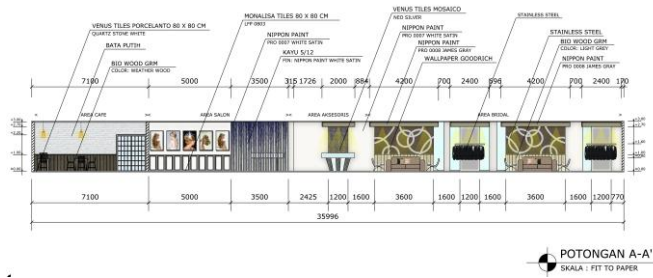 VENUS TILES PORCELANTO 80 X 80 CM
QUARTZ STONE WHITE
BATA PUTIH
BIO WOOD GRM
COLOR: WEATHER WOOD
MONALISA TILES 80 X 80 CM
LPP 0803
NIPPON PAINT
PRO 0007 WHITE SATIN
KAYU 5/12
FIN: NIPPON PAINT WHITE SATIN
VENUS TILES MOSAICO
NEO SILVER
NIPPON PAINT
PRO 0007 WHITE SATIN
NIPPON PAINT
PRO 0008 JAMES GRAY
WALLPAPER GOODRICH
STAINLESS STEEL
STAINLESS STEEL
BIO WOOD GRM
COLOR: LIGHT GREY
NIPPON PAINT
PRO 0008 JAMES GRAY
7100 5000 3500 315 1726 2000 884 4200 700 2400 696 4200 700 2400 170
AREA CAFE AREA SALON AREA AKSESORIS AREA BRIDAL
7100 5000 3500 2425 1200 1600 3600 1600 1200 1600 3600 1600 1200 770
35996
POTONGAN A-A'
SKALA : FIT TO PAPER